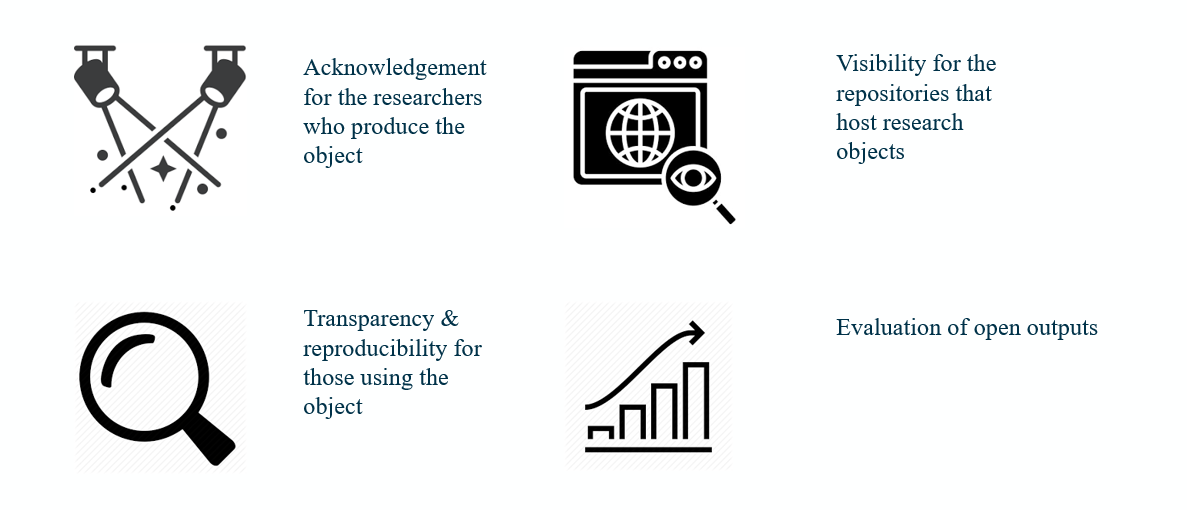 Acknowledgement
for the researchers
who produce the
object
Visibility for the
repositories that
host research
objects
Transparency &
reproducibility for
those using the
object
Evaluation of open outputs